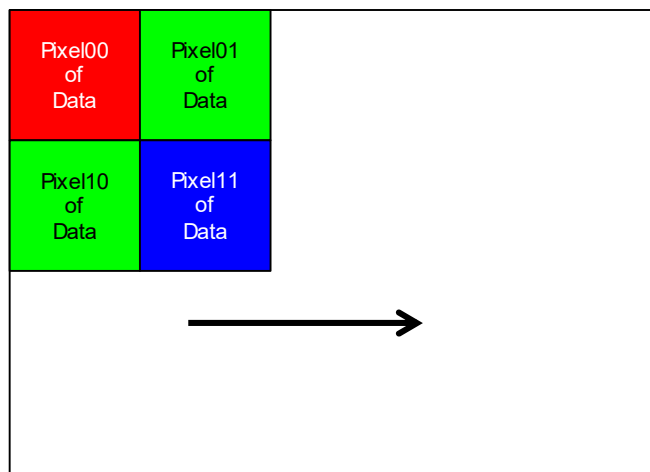 Pixel00
of
Data
Pixel01
of
Data
Pixel10
of
Data
Pixel11
of
Data